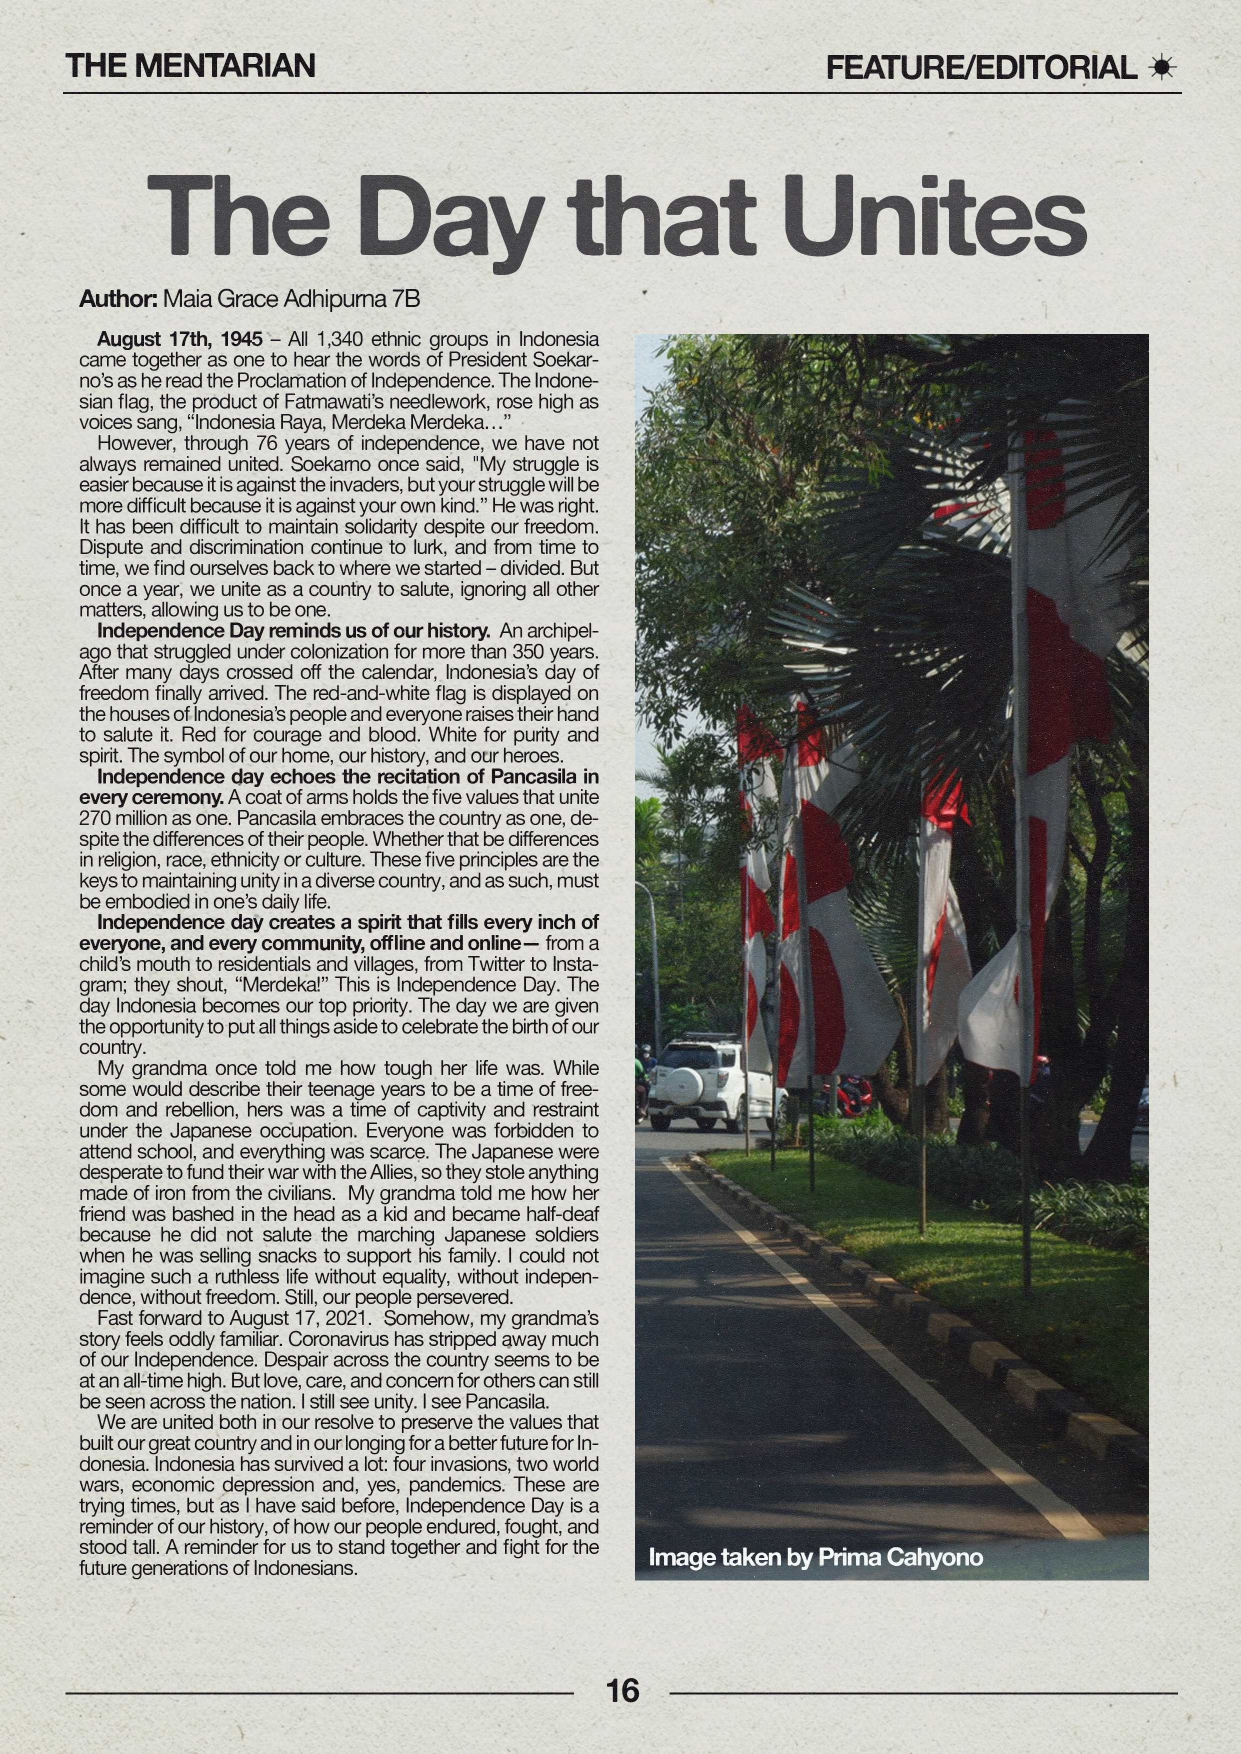 THE MENTARIAN
FEATURE/EDITORIAL
The Day that Unites
Author: Maia Grace Adhipurna 7B
August 17th, 1945 – All 1,340 ethnic groups in Indonesia
came together as one to hear the words of President Soekar-
no's as he read the Proclamation of Independence. The Indone-
sian flag, the product of Fatmawati's needlework, rose high as
voices sang, “Indonesia Raya, Merdeka Merdeka…”
However, through 76 years of independence, we have not
always remained united. Soekarno once said, "My struggle is
easier because it is against the invaders, but your struggle will be
more difficult because it is against your own kind.” He was right.
It has been difficult to maintain solidarity despite our freedom.
Dispute and discrimination continue to lurk, and from time to
time, we find ourselves back to where we started – divided. But
once a year, we unite as a country to salute, ignoring all other
matters, allowing us to be one.
Independence Day reminds us of our history. An archipel-
ago that struggled under colonization for more than 350 years.
After many days crossed off the calendar, Indonesia's day of
freedom finally arrived. The red-and-white flag is displayed on
the houses of Indonesia's people and everyone raises their hand
to salute it. Red for courage and blood. White for purity and
spirit. The symbol of our home, our history, and our heroes.
Independence day echoes the recitation of Pancasila in
every ceremony. A coat of arms holds the five values that unite
270 million as one. Pancasila embraces the country as one, de-
spite the differences of their people. Whether that be differences
in religion, race, ethnicity or culture. These five principles are the
keys to maintaining unity in a diverse country, and as such, must
be embodied in one's daily life.
Independence day creates a spirit that fills every inch of
everyone, and every community, offline and online— from a
child's mouth to residentials and villages, from Twitter to Insta-
gram; they shout, “Merdeka!” This is Independence Day. The
day Indonesia becomes our top priority. The day we are given
the opportunity to put all things aside to celebrate the birth of our
country.
My grandma once told me how tough her life was. While
some would describe their teenage years to be a time of free-
dom and rebellion, hers was a time of captivity and restraint
under the Japanese occupation. Everyone was forbidden to
attend school, and everything was scarce. The Japanese were
desperate to fund their war with the Allies, so they stole anything
made of iron from the civilians. My grandma told me how her
friend was bashed in the head as a kid and became half-deaf
because he did not salute the marching Japanese soldiers
when he was selling snacks to support his family. I could not
imagine such a ruthless life without equality, without indepen-
dence, without freedom. Still, our people persevered.
Fast forward to August 17, 2021. Somehow, my grandma's
story feels oddly familiar. Coronavirus has stripped away much
of our Independence. Despair across the country seems to be
at an all-time high. But love, care, and concern for others can still
be seen across the nation. I still see unity. I see Pancasila.
We are united both in our resolve to preserve the values that
built our great country and in our longing for a better future for In-
donesia. Indonesia has survived a lot: four invasions, two world
wars, economic depression and, yes, pandemics. These are
trying times, but as I have said before, Independence Day is a
reminder of our history, of how our people endured, fought, and
stood tall. A reminder for us to stand together and fight for the
future generations of Indonesians.
Image taken by Prima Cahyono
16